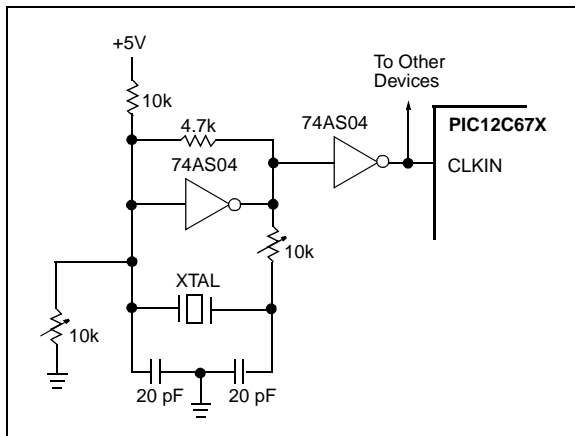 +5V
To Other
Devices
10k
4.7k
74AS04
PIC12C67X
74AS04
CLKIN
10k
XTAL
10k
20 pF
20 pF